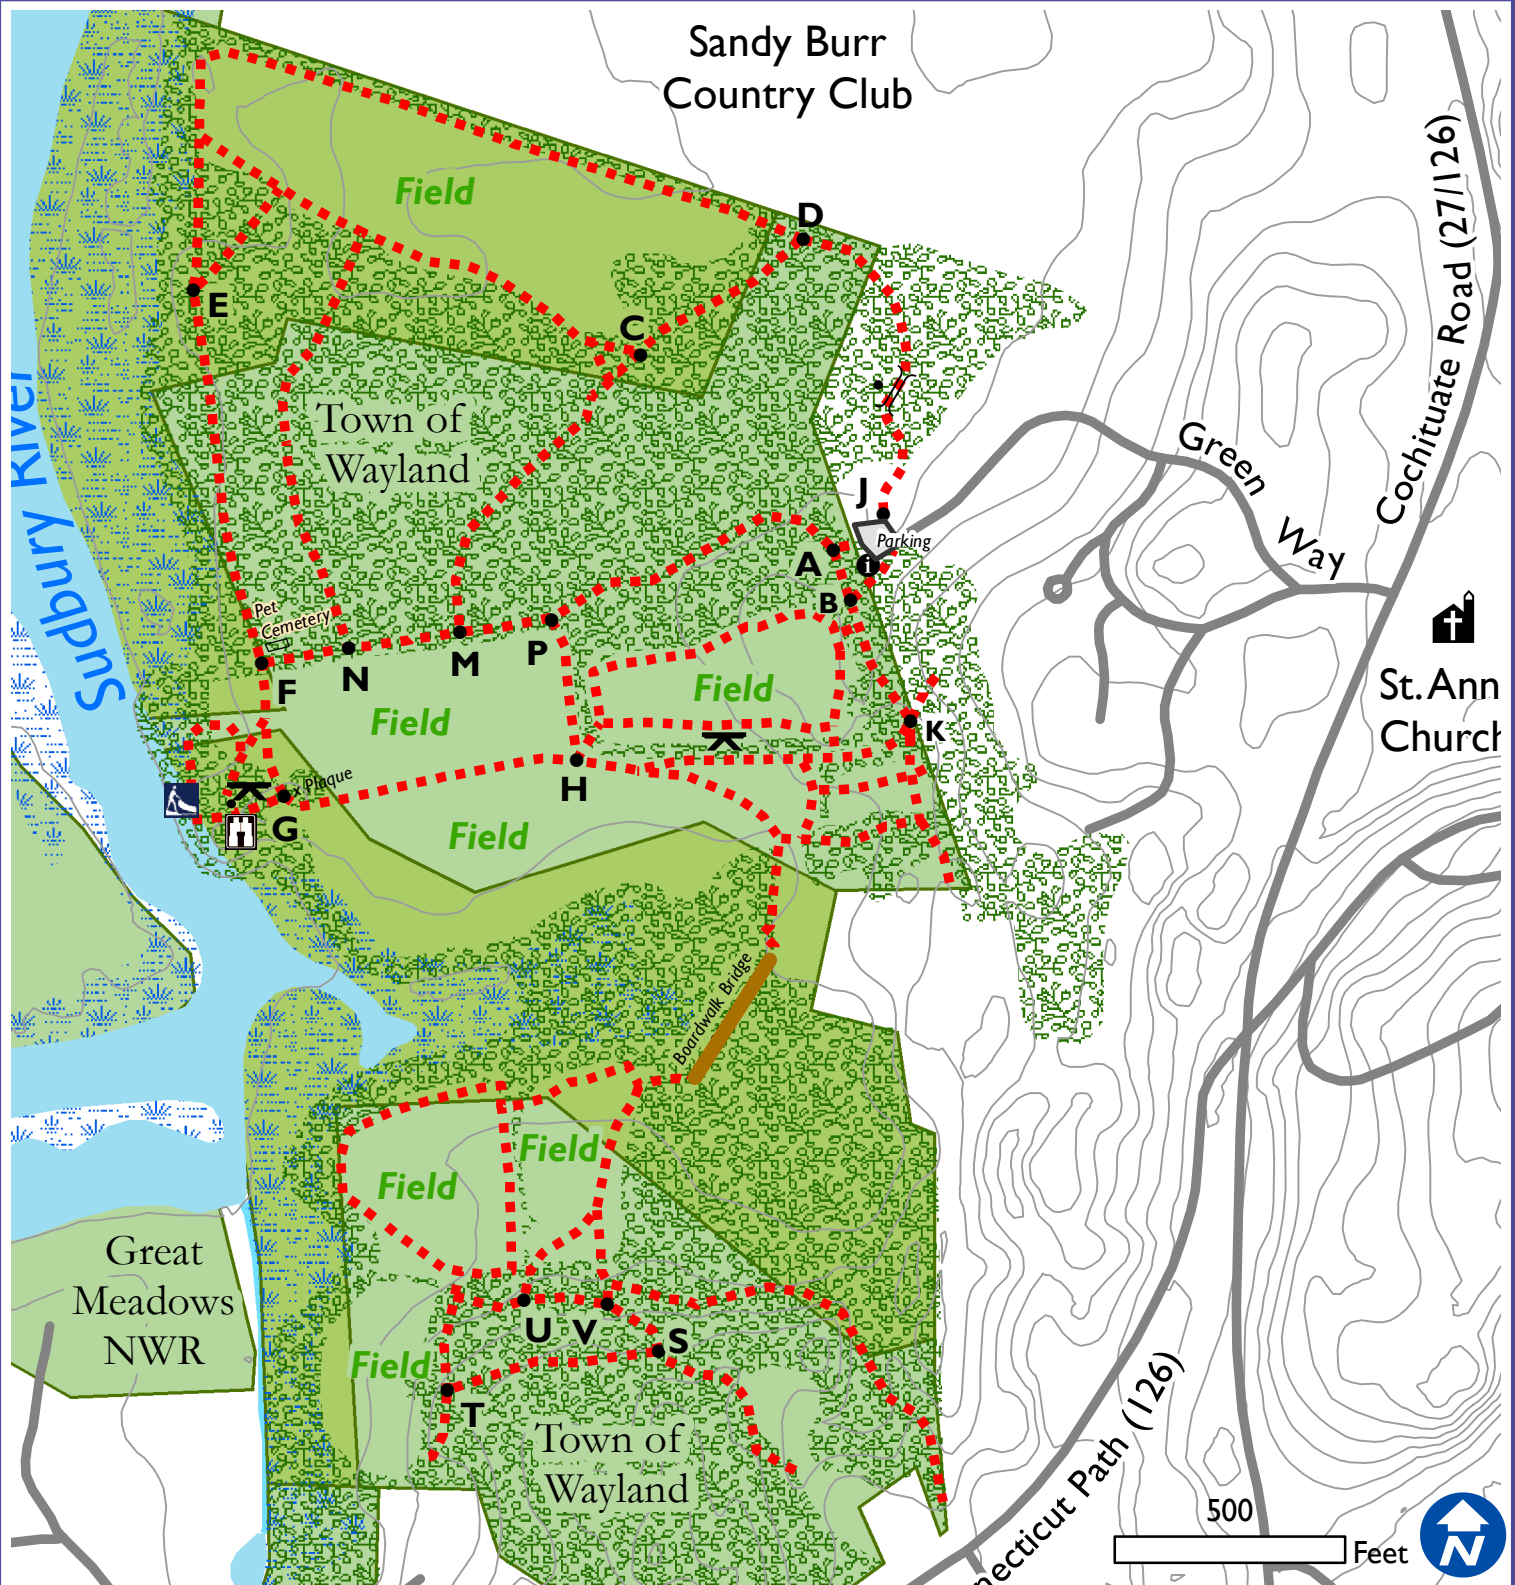 Sandy Burr
Country Club
D
Field
E
C
Cochituate Road (27/126)
Town of
Wayland
Green
Way
J
Parking
A
i
B
Sudbury River
Pet
Cemetery
P
M
N
F
Field
Field
K
St. Ann
Church
x Plaque
H
G
Field
Boardwalk Bridge
Field
Field
Great
Meadows
NWR
U
V
S
Field
T
Town of
Wayland
necticut Path (126)
500
Feet
N